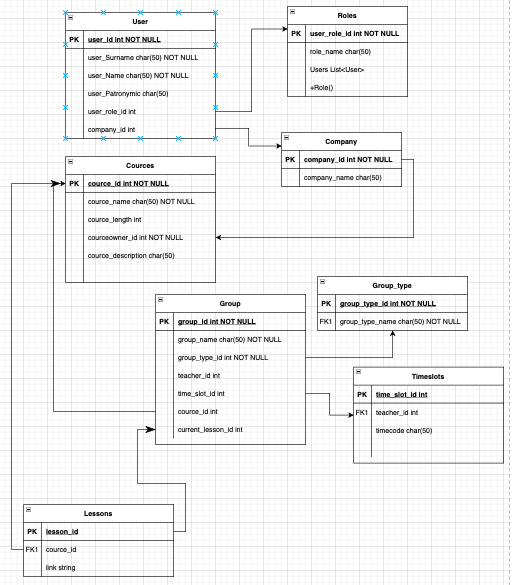 User
PK user_id int NOT NULL
user_Surname char(50) NOT NULL
user_Name char(50) NOT NULL
user_Patronymic char(50)
user_role_id int
company_id int
Roles
PK user_role_id int NOT NULL
role_name char(50)
Users List<User>
+Role()
Company
PK company_id int NOT NULL
company_name char(50)
Cources
PK cource_id int NOT NULL
cource_name char(50) NOT NULL
cource_length int
courceowner_id int NOT NULL
cource_description char(50)
Group
PK group_id int NOT NULL
group_name char(50) NOT NULL
group_type_id int NOT NULL
teacher_id int
time_slot_id int
cource_id int
current_lesson_id int
Group_type
PK group_type_id int NOT NULL
FK1 group_type_name char(50) NOT NULL
Timeslots
PK time_slot_id int
FK1 teacher_id int
timecode char(50)
Lessons
PK lesson_id
FK1 cource_id
link string